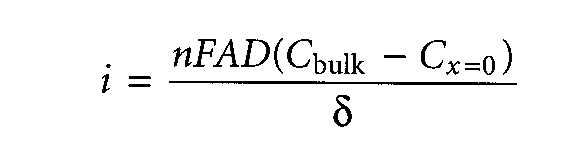 i = nFAD(C_bulk − C_x=0) / δ